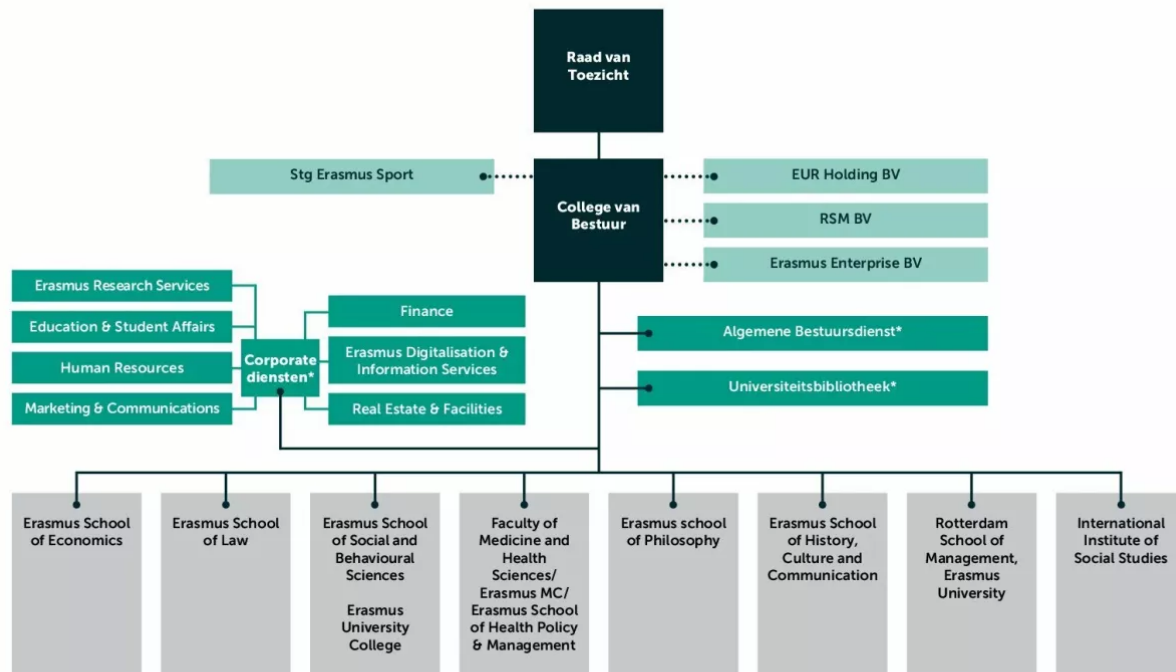 Raad van
Toezicht
Stg Erasmus Sport
College van
Bestuur
EUR Holding BV
RSM BV
Erasmus Enterprise BV
Erasmus Research Services
Education & Student Affairs
Human Resources
Marketing & Communications
Corporate
diensten*
Finance
Erasmus Digitalisation &
Information Services
Real Estate & Facilities
Algemene Bestuursdienst*
Universiteitsbibliotheek*
Erasmus School
of Economics
Erasmus School
of Law
Erasmus School
of Social and
Behavioural
Sciences
Erasmus
University
College
Faculty of
Medicine and
Health
Sciences/
Erasmus MC/
Erasmus School
of Health Policy
& Management
Erasmus school
of Philosophy
Erasmus School
of History,
Culture and
Communication
Rotterdam
School of
Management,
Erasmus
University
International
Institute of
Social Studies